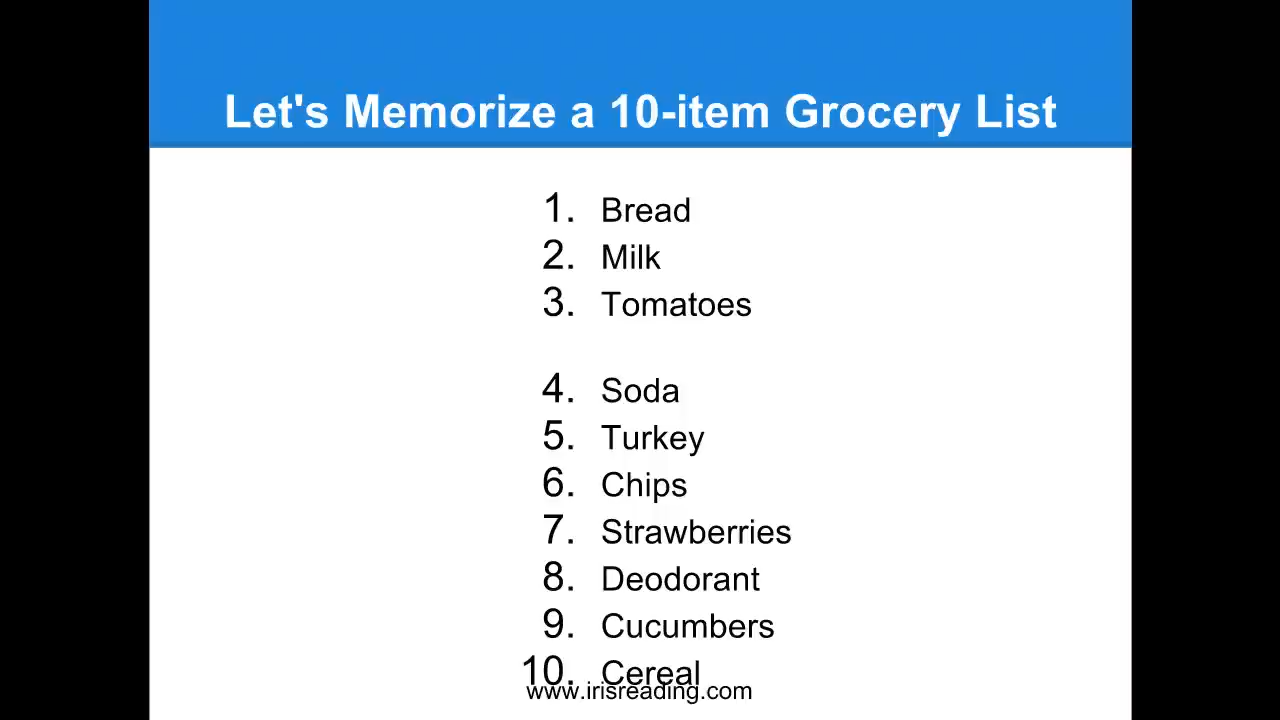 Let's Memorize a 10-item Grocery List
1. Bread
2. Milk
3. Tomatoes
4. Soda
5. Turkey
6. Chips
7. Strawberries
8. Deodorant
9. Cucumbers
10. Cereal
www.irisreading.com